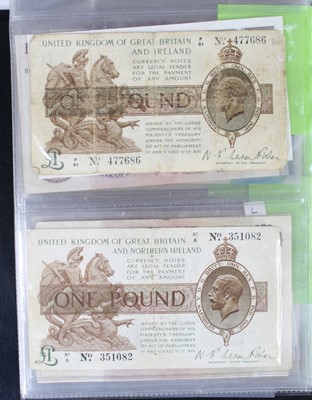 UNITED KINGDOM OF GREAT BRITAIN
AND IRELAND
F
91 No 477686
CURRENCY NOTES
ARE LEGAL TENDER
FOR THE PAYMENT
OF ANY AMOUNT
ONE POUND
ISSUED BY THE LORDS
COMMISSIONERS OF HIS
MAJESTY'S TREASURY
UNDER THE AUTHORITY
OF ACT OF PARLIAMENT
£1
F
91 No 477686
UNITED KINGDOM OF GREAT BRITAIN
AND NORTHERN IRELAND
No 351082
CURRENCY NOTES
ARE LEGAL TENDER
FOR THE PAYMENT
OF ANY AMOUNT
ONE POUND
ISSUED BY THE LORDS
COMMISSIONERS OF HIS
MAJESTY'S TREASURY
UNDER THE AUTHORITY
OF ACT OF PARLIAMENT
£1
No 351082